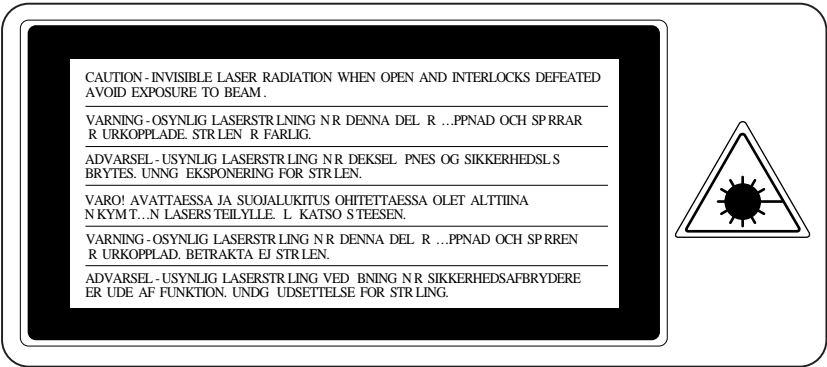 CAUTION - INVISIBLE LASER RADIATION WHEN OPEN AND INTERLOCKS DEFEATED
AVOID EXPOSURE TO BEAM.
VARNING - OSYNLIG LASERSTR LNING N R DENNA DEL R ...PPNAD OCH SP RRAR
R URKOPPLADE. STR LEN R FARLIG.
ADVARSEL - USYNLIG LASERSTR LING N R DEKSEL PNES OG SIKKERHEDSL S
BRYTES. UNNG EKSPONERING FOR STR LEN.
VARO! AVATTAESSA JA SUOJALUKITUS OHITETTAESSA OLET ALTTIINA
N KYM T...N LASERS TEILYLLE. L KATSO S TEESEN.
VARNING - OSYNLIG LASERSTR LING N R DENNA DEL R ...PPNAD OCH SP RREN
R URKOPPLAD. BETRAKTA EJ STR LEN.
ADVARSEL - USYNLIG LASERSTR LING VED BNING N R SIKKERHEDSAFBRYDERE
ER UDE AF FUNKTION. UNDG UDSETTELSE FOR STR LING.